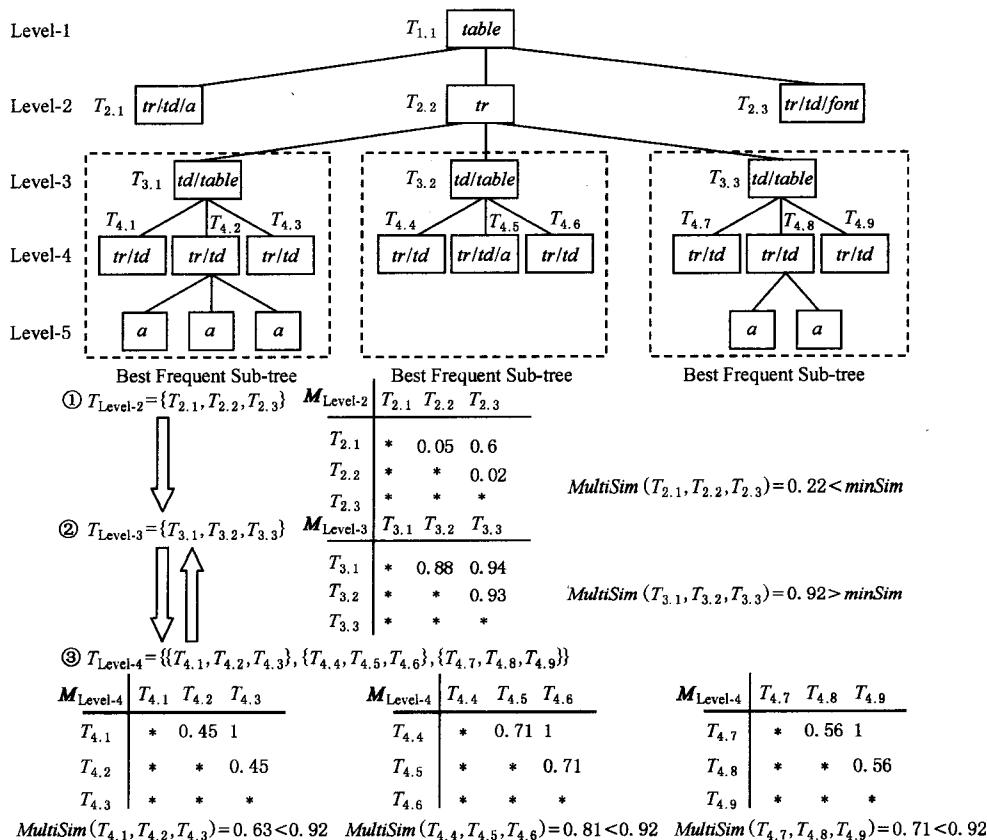 Level-1 T1.1 table
Level-2 T2.1 tr/td/a T2.2 tr T2.3 tr/td/font
Level-3 T3.1 td/table T3.2 td/table T3.3 td/table
T4.1 T4.2 T4.3 T4.4 T4.5 T4.6 T4.7 T4.8 T4.9
Level-4 tr/td tr/td tr/td tr/td tr/td/a tr/td tr/td tr/td tr/td
Level-5 a a a a a
Best Frequent Sub-tree Best Frequent Sub-tree Best Frequent Sub-tree
① TLevel-2={T2.1,T2.2,T2.3} MLevel-2 T2.1 T2.2 T2.3
T2.1 * 0.05 0.6
T2.2 * * 0.02
MultiSim(T2.1,T2.2,T2.3)=0.22<minSim
T2.3 * * *
② TLevel-3={T3.1,T3.2,T3.3} MLevel-3 T3.1 T3.2 T3.3
T3.1 * 0.88 0.94
T3.2 * * 0.93
MultiSim(T3.1,T3.2,T3.3)=0.92>minSim
T3.3 * * *
③ TLevel-4={{T4.1,T4.2,T4.3},{T4.4,T4.5,T4.6},{T4.7,T4.8,T4.9}}
MLevel-4 T4.1 T4.2 T4.3 MLevel-4 T4.4 T4.5 T4.6 MLevel-4 T4.7 T4.8 T4.9
T4.1 * 0.45 1 T4.4 * 0.71 1 T4.7 * 0.56 1
T4.2 * * 0.45 T4.5 * * 0.71 T4.8 * * 0.56
T4.3 * * * T4.6 * * * T4.9 * * *
MultiSim(T4.1,T4.2,T4.3)=0.63<0.92 MultiSim(T4.4,T4.5,T4.6)=0.81<0.92 MultiSim(T4.7,T4.8,T4.9)=0.71<0.92